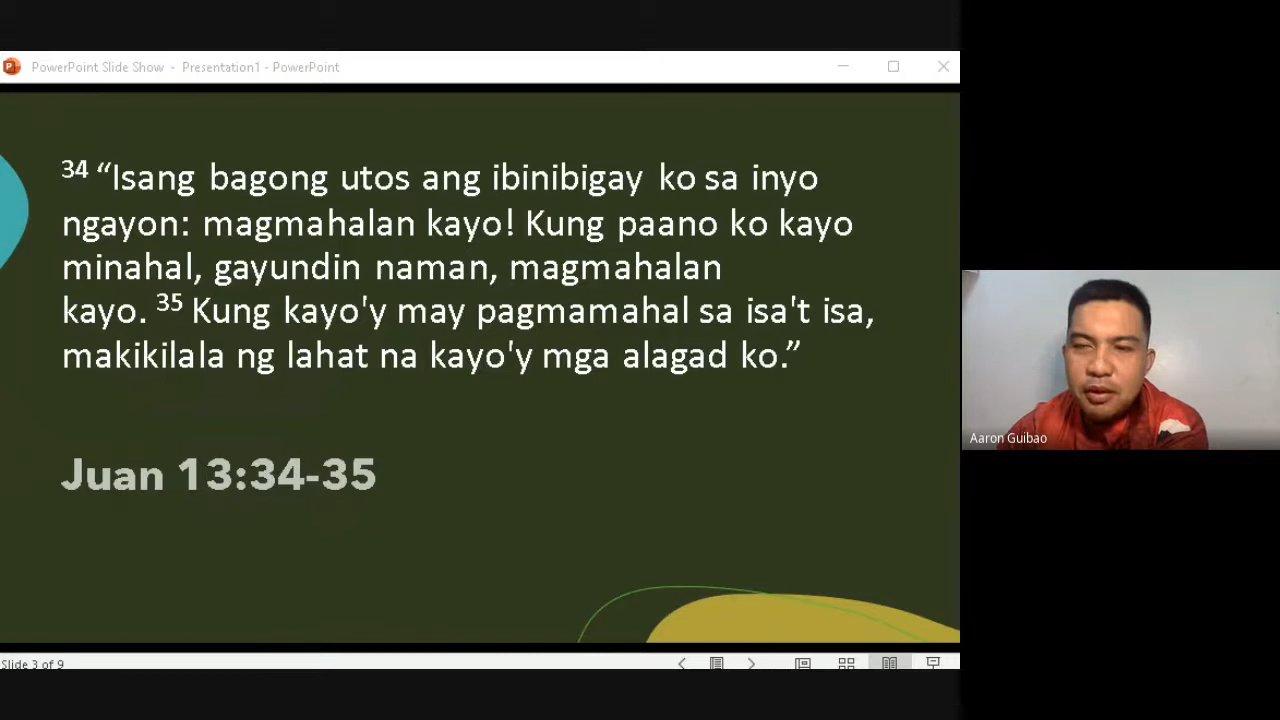 PowerPoint Slide Show - Presentation1 - PowerPoint
34 “Isang bagong utos ang ibinibigay ko sa inyo
ngayon: magmahalan kayo! Kung paano ko kayo
minahal, gayundin naman, magmahalan
kayo. 35 Kung kayo'y may pagmamahal sa isa't isa,
makikilala ng lahat na kayo'y mga alagad ko.”
Juan 13:34-35
Aaron Guibao
Slide 3 of 9